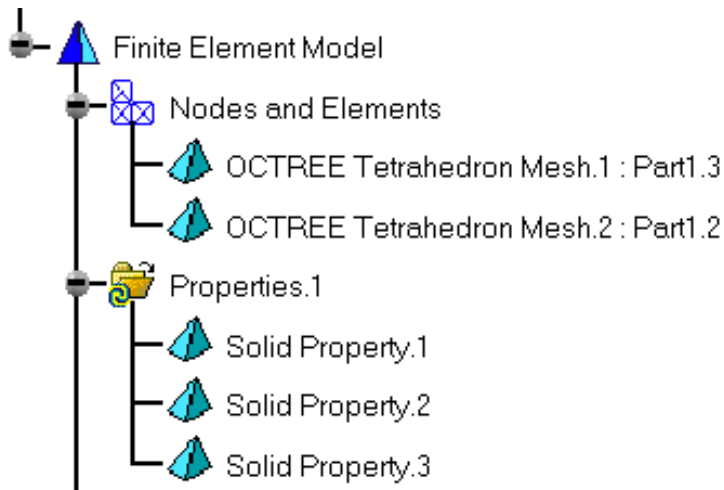 Finite Element Model
Nodes and Elements
OCTREE Tetrahedron Mesh.1 : Part1.3
OCTREE Tetrahedron Mesh.2 : Part1.2
Properties.1
Solid Property.1
Solid Property.2
Solid Property.3